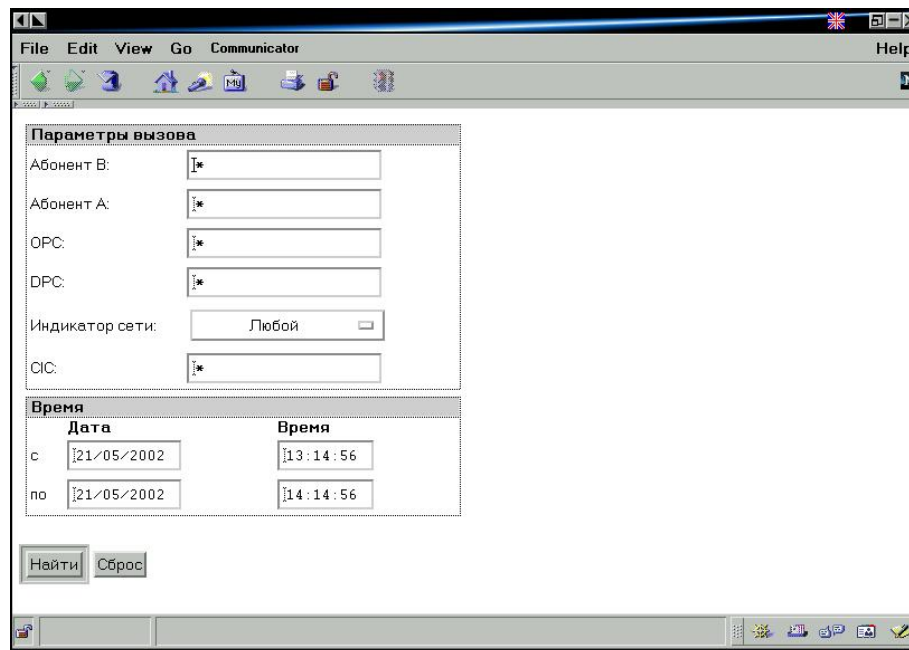 File Edit View Go Communicator Help
My
Параметры вызова
Абонент В: *
Абонент А: *
OPC: *
DPC: *
Индикатор сети: Любой
CIC: *
Время
Дата Время
с 21/05/2002 13:14:56
по 21/05/2002 14:14:56
Найти Сброс